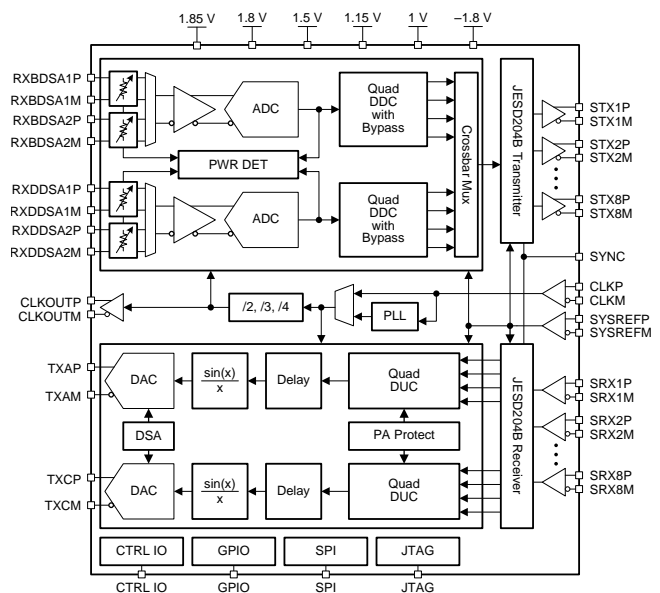 1.85 V
1.8 V
1.5 V
1.15 V
1 V
–1.8 V
RXBDSA1P
RXBDSA1M
RXBDSA2P
RXBDSA2M
ADC
Quad
DDC
with
Bypass
Crossbar Mux
JESD204B Transmitter
STX1P
STX1M
STX2P
STX2M
STX8P
STX8M
PWR DET
RXDDSA1P
RXDDSA1M
RXDDSA2P
RXDDSA2M
ADC
Quad
DDC
with
Bypass
SYNC
CLKOUTP
CLKOUTM
/2, /3, /4
PLL
CLKP
CLKM
SYSREFP
SYSREFM
TXAP
TXAM
DAC
sin(x)
x
Delay
Quad
DUC
JESD204B Receiver
SRX1P
SRX1M
SRX2P
SRX2M
SRX8P
SRX8M
DSA
PA Protect
TXCP
TXCM
DAC
sin(x)
x
Delay
Quad
DUC
CTRL IO
GPIO
SPI
JTAG
CTRL IO
GPIO
SPI
JTAG